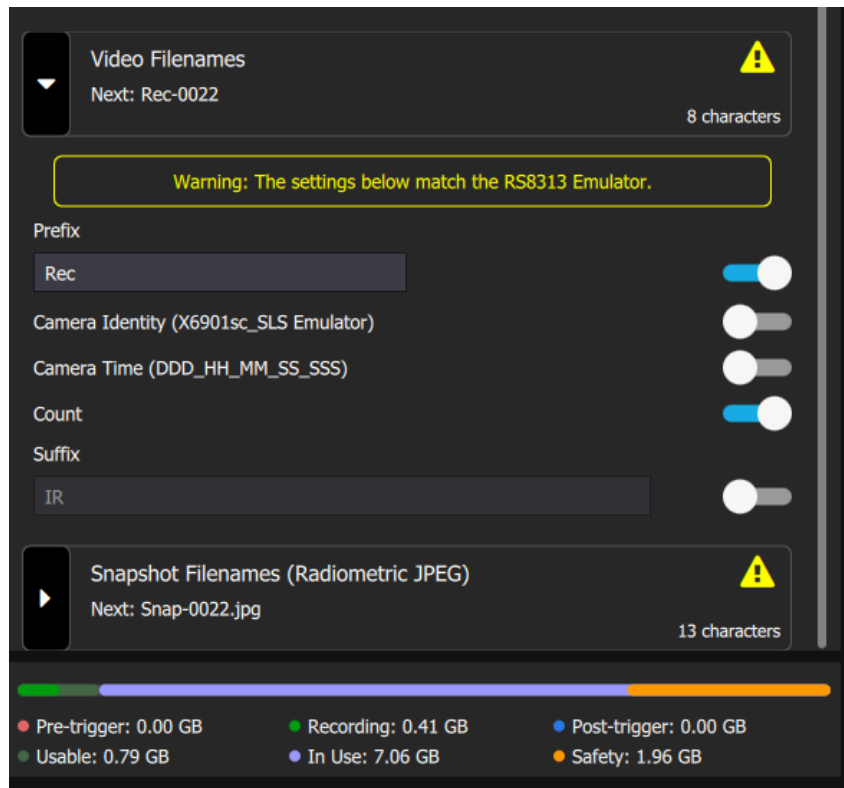 Video Filenames
Next: Rec-0022
8 characters
Warning: The settings below match the RS8313 Emulator.
Prefix
Rec
Camera Identity (X6901sc_SLS Emulator)
Camera Time (DDD_HH_MM_SS_SSS)
Count
Suffix
IR
Snapshot Filenames (Radiometric JPEG)
Next: Snap-0022.jpg
13 characters
Pre-trigger: 0.00 GB Recording: 0.41 GB Post-trigger: 0.00 GB
Usable: 0.79 GB In Use: 7.06 GB Safety: 1.96 GB